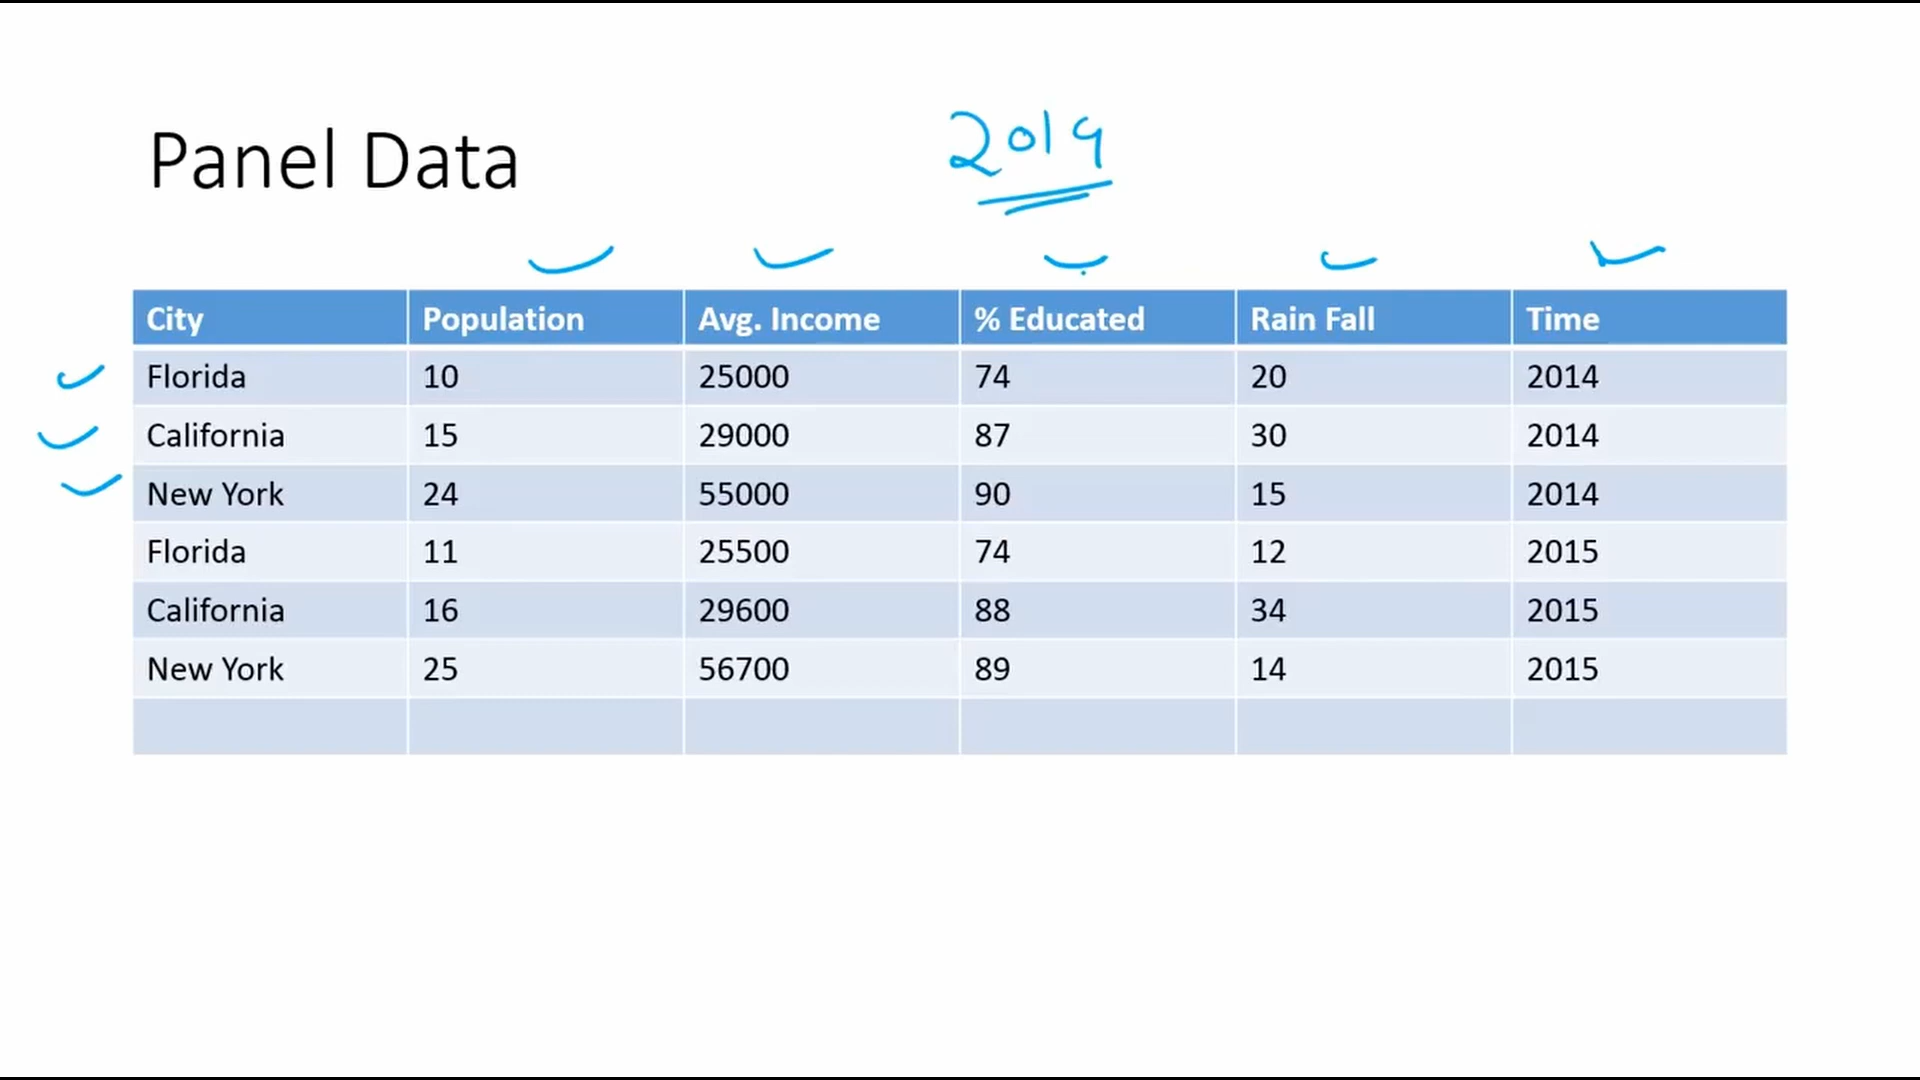 Panel Data
2019
City Population Avg. Income % Educated Rain Fall Time
Florida 10 25000 74 20 2014
California 15 29000 87 30 2014
New York 24 55000 90 15 2014
Florida 11 25500 74 12 2015
California 16 29600 88 34 2015
New York 25 56700 89 14 2015